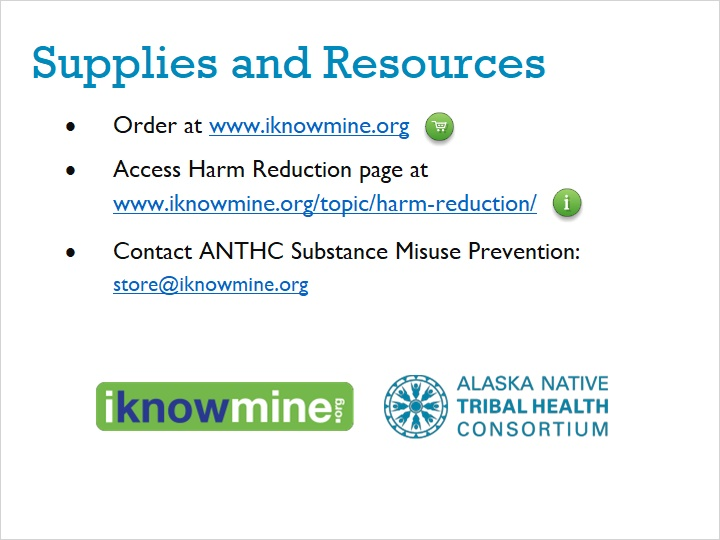 Supplies and Resources
• Order at www.iknowmine.org
• Access Harm Reduction page at
www.iknowmine.org/topic/harm-reduction/
• Contact ANTHC Substance Misuse Prevention:
store@iknowmine.org
iknowmine.org
ALASKA NATIVE
TRIBAL HEALTH
CONSORTIUM